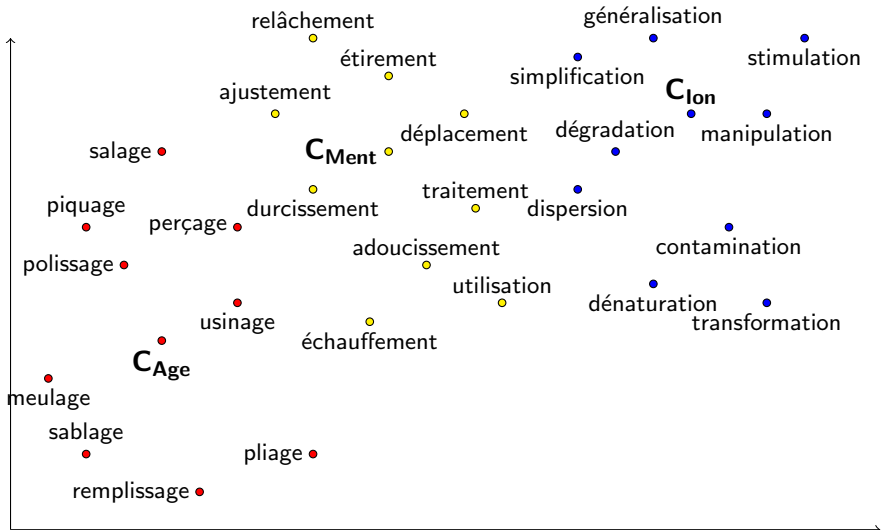 relâchement
généralisation
étirement
stimulation
simplification
ajustement
C_Ion
déplacement
dégradation
manipulation
salage
C_Ment
traitement
piquage
durcissement
dispersion
perçage
adoucissement
contamination
polissage
utilisation
usinage
dénaturation
transformation
échauffement
C_Age
meulage
sablage
pliage
remplissage